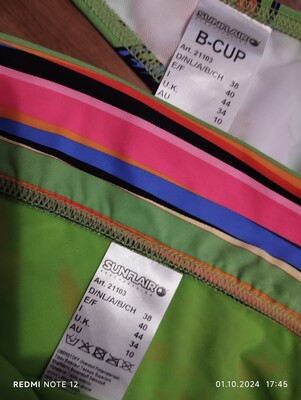 SUNFLAIR
B-CUP
Art. 21103
D/NL/A/B/CH 38
E/F 40
I 44
U.K. 34
AU 10
SUNFLAIR
Art. 21103
D/NL/A/B/CH 38
E/F 40
I 44
U.K. 34
AU 10
REDMI NOTE 12
01.10.2024 17:45